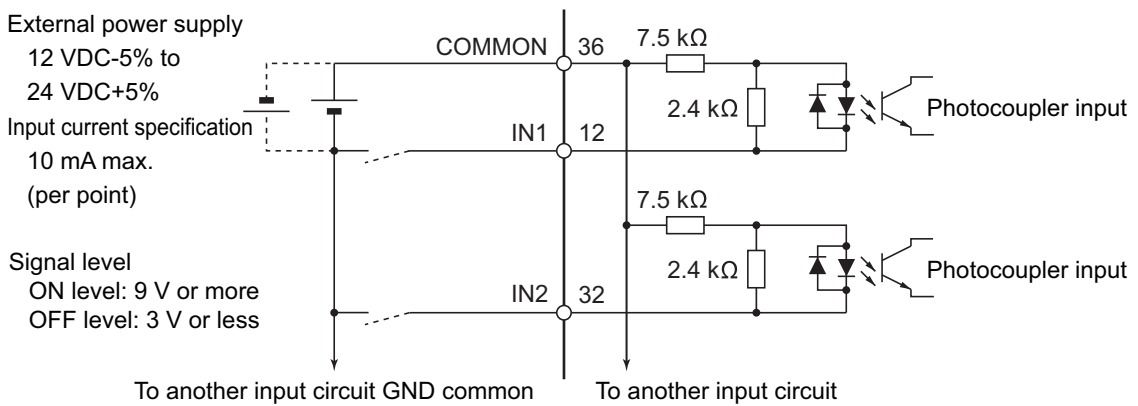 External power supply
12 VDC-5% to
24 VDC+5%
Input current specification
10 mA max.
(per point)
Signal level
ON level: 9 V or more
OFF level: 3 V or less
COMMON
36
7.5 kΩ
2.4 kΩ
Photocoupler input
IN1
12
7.5 kΩ
2.4 kΩ
Photocoupler input
IN2
32
To another input circuit GND common
To another input circuit